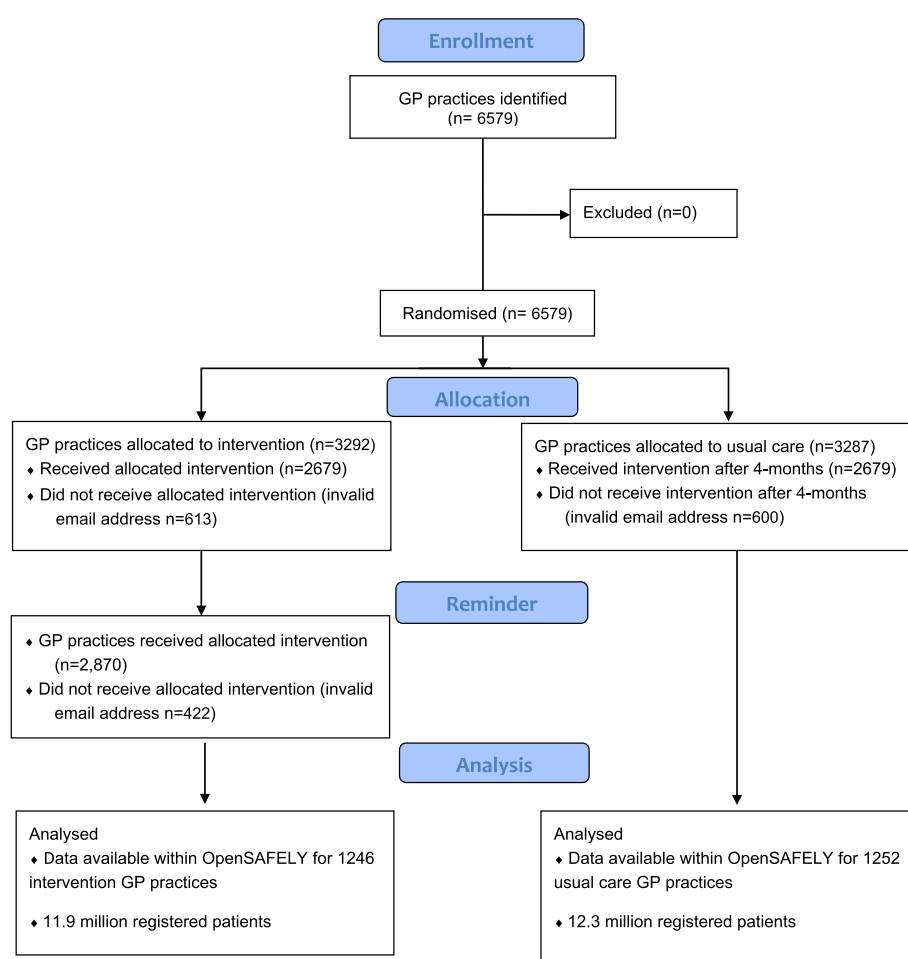 Enrollment
GP practices identified
(n= 6579)
Excluded (n=0)
Randomised (n= 6579)
Allocation
GP practices allocated to intervention (n=3292)
♦ Received allocated intervention (n=2679)
♦ Did not receive allocated intervention (invalid
email address n=613)
GP practices allocated to usual care (n=3287)
♦ Received intervention after 4-months (n=2679)
♦ Did not receive intervention after 4-months
(invalid email address n=600)
Reminder
♦ GP practices received allocated intervention
(n=2,870)
♦ Did not receive allocated intervention (invalid
email address n=422)
Analysis
Analysed
♦ Data available within OpenSAFELY for 1246
intervention GP practices
♦ 11.9 million registered patients
Analysed
♦ Data available within OpenSAFELY for 1252
usual care GP practices
♦ 12.3 million registered patients